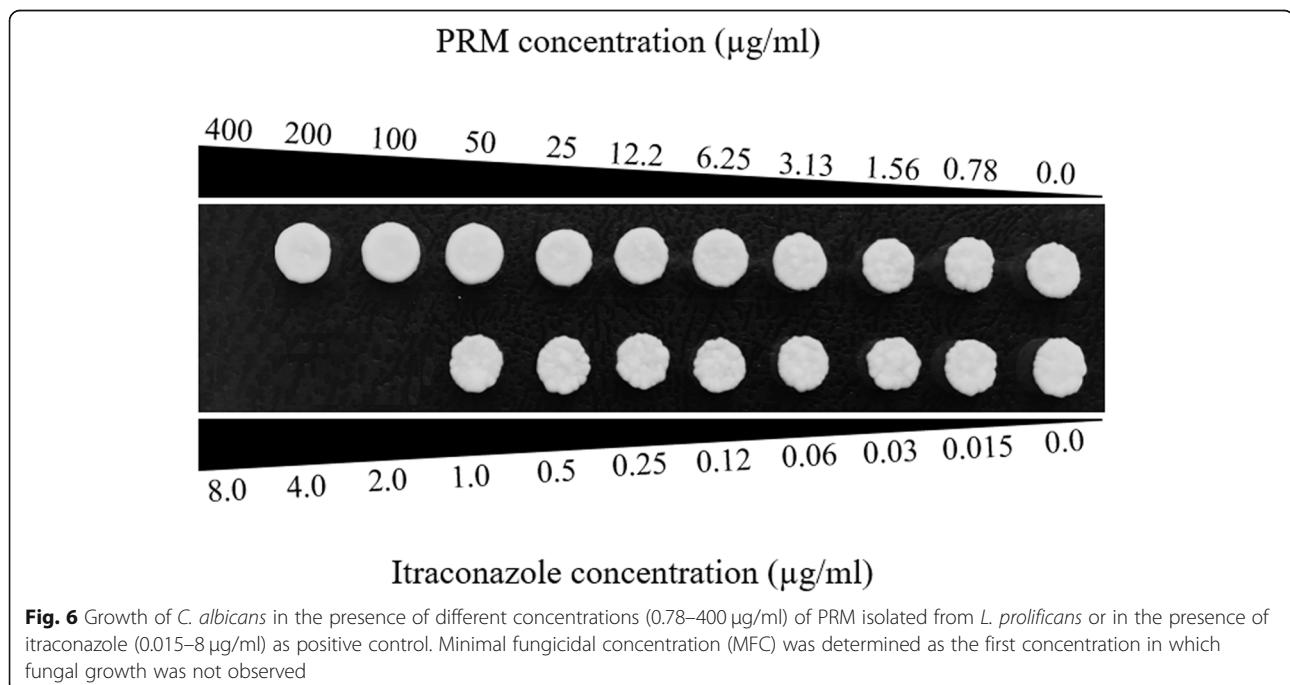 PRM concentration (µg/ml)
400 200 100 50 25 12.2 6.25 3.13 1.56 0.78 0.0
8.0 4.0 2.0 1.0 0.5 0.25 0.12 0.06 0.03 0.015 0.0
Itraconazole concentration (µg/ml)
Fig. 6 Growth of C. albicans in the presence of different concentrations (0.78–400 µg/ml) of PRM isolated from L. prolificans or in the presence of
itraconazole (0.015–8 µg/ml) as positive control. Minimal fungicidal concentration (MFC) was determined as the first concentration in which
fungal growth was not observed